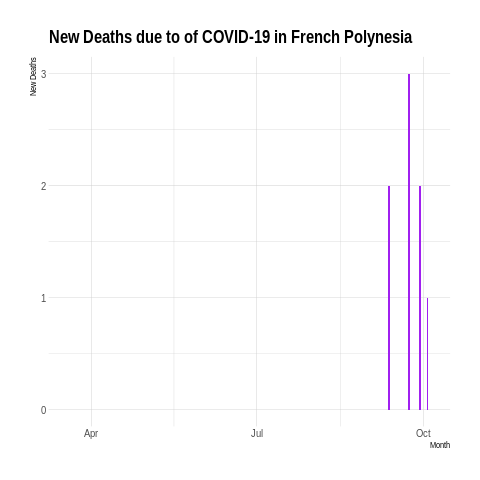 New Deaths due to of COVID-19 in French Polynesia
New Deaths
3
2
1
0
Apr
Jul
Oct
Month